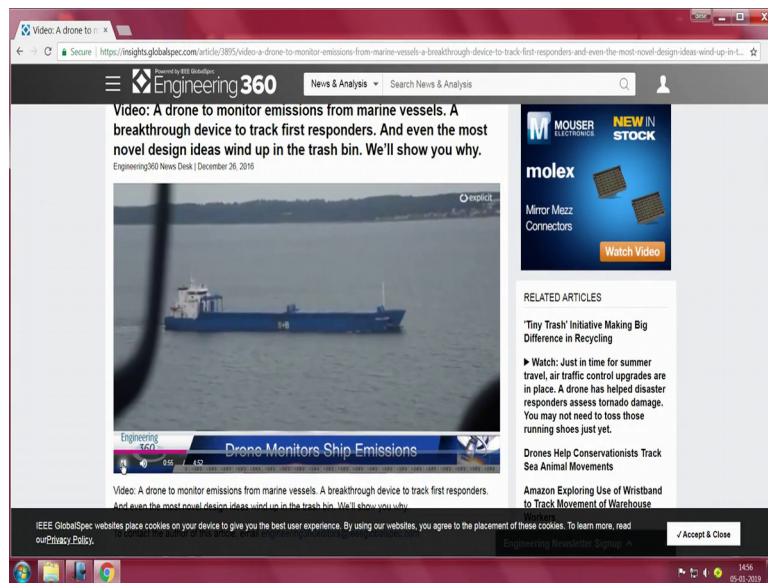 Video: A drone to m
Secure | https://insights.globalspec.com/article/3895/video-a-drone-to-monitor-emissions-from-marine-vessels-a-breakthrough-device-to-track-first-responders-and-even-the-most-novel-design-ideas-wind-up-in-t...
Powered by IEEE GlobalSpec
Engineering360
News & Analysis
Search News & Analysis
Video: A drone to monitor emissions from marine vessels. A
breakthrough device to track first responders. And even the most
novel design ideas wind up in the trash bin. We'll show you why.
Engineering360 News Desk | December 26, 2016
explicit
Engineering
360
Drone Monitors Ship Emissions
0:55 / 4:52
Video: A drone to monitor emissions from marine vessels. A breakthrough device to track first responders.
And even the most novel design ideas wind up in the trash bin. We'll show you why.
To contact the author of this article, email
MOUSER
ELECTRONICS
NEW IN
STOCK
molex
Mirror Mezz
Connectors
Watch Video
RELATED ARTICLES
'Tiny Trash' Initiative Making Big
Difference in Recycling
Watch: Just in time for summer
travel, air traffic control upgrades are
in place. A drone has helped disaster
responders assess tornado damage.
You may not need to toss those
running shoes just yet.
Drones Help Conservationists Track
Sea Animal Movements
Amazon Exploring Use of Wristband
to Track Movement of Warehouse
Workers
Engineering Newsletter Signup
IEEE GlobalSpec websites place cookies on your device to give you the best user experience. By using our websites, you agree to the placement of these cookies. To learn more, read
ourPrivacy Policy.
✓ Accept & Close
14:56
05-01-2019